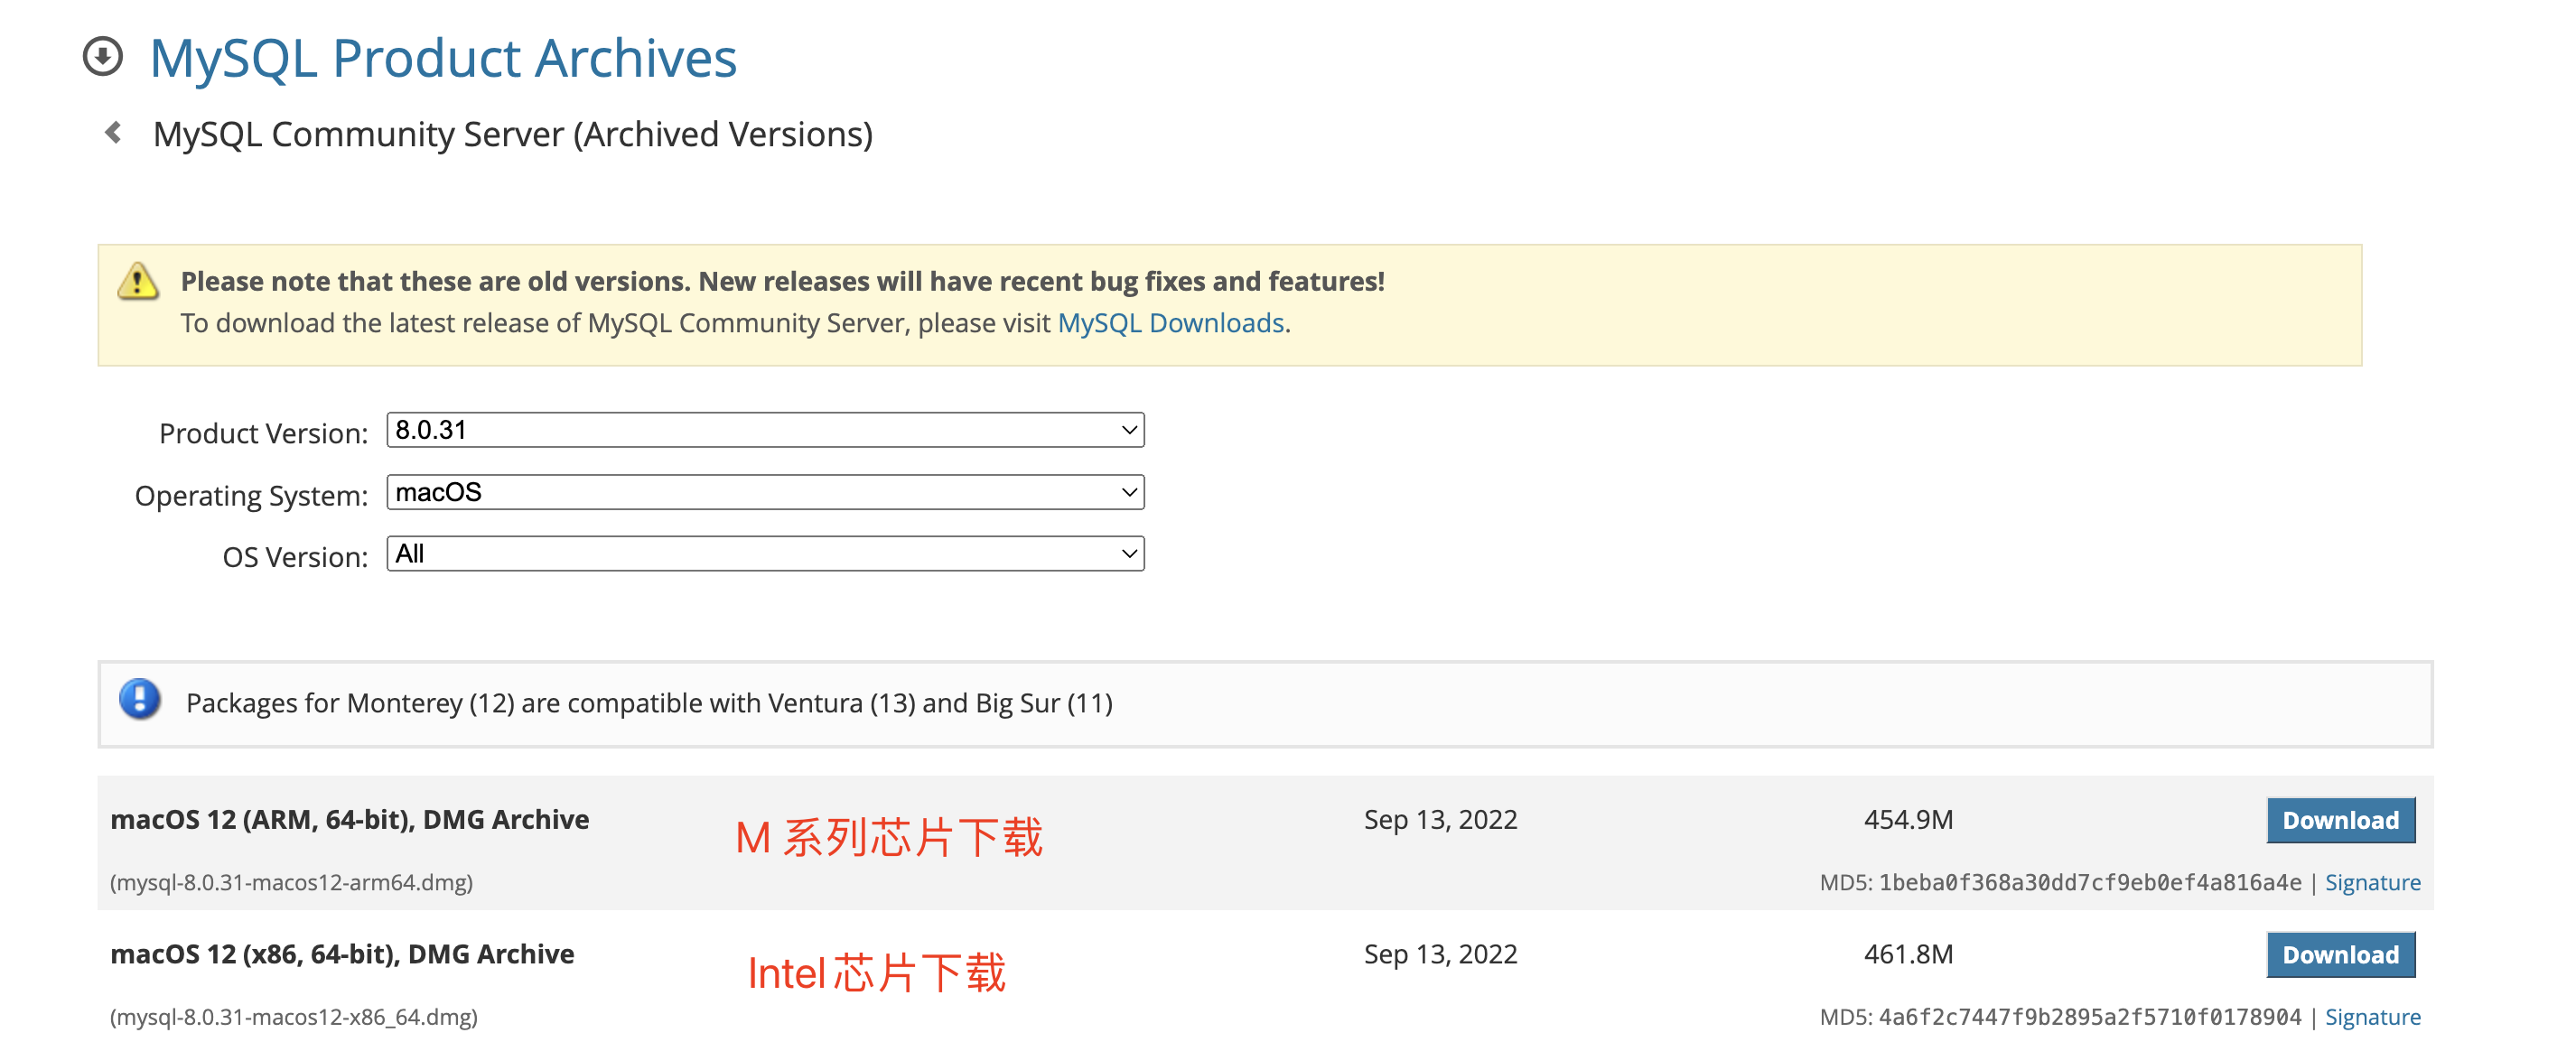 MySQL Product Archives
MySQL Community Server (Archived Versions)
Please note that these are old versions. New releases will have recent bug fixes and features!
To download the latest release of MySQL Community Server, please visit MySQL Downloads.
Product Version: 8.0.31
Operating System: macOS
OS Version: All
Packages for Monterey (12) are compatible with Ventura (13) and Big Sur (11)
macOS 12 (ARM, 64-bit), DMG Archive M 系列芯片下载 Sep 13, 2022 454.9M Download
(mysql-8.0.31-macos12-arm64.dmg) MD5: 1beba0f368a30dd7cf9eb0ef4a816a4e | Signature
macOS 12 (x86, 64-bit), DMG Archive Intel芯片下载 Sep 13, 2022 461.8M Download
(mysql-8.0.31-macos12-x86_64.dmg) MD5: 4a6f2c7447f9b2895a2f5710f0178904 | Signature